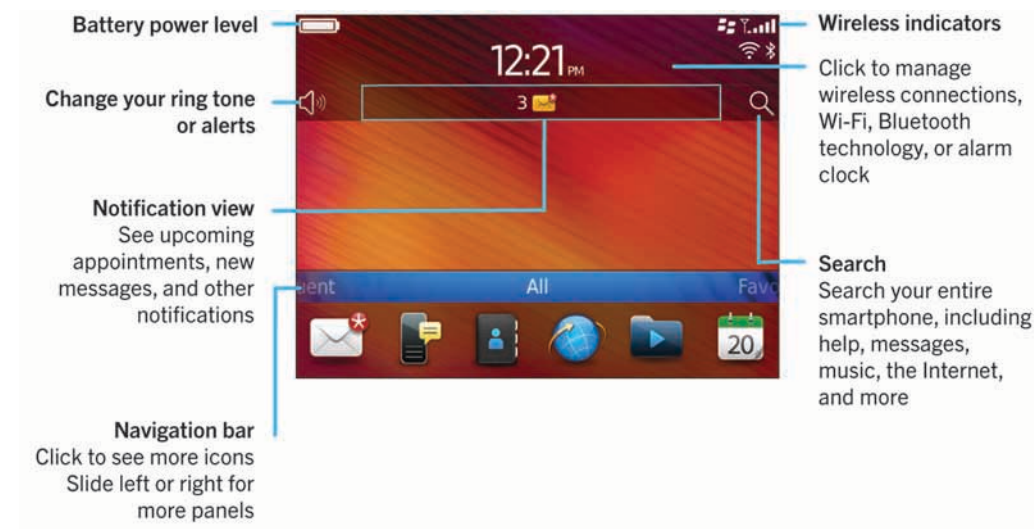 Battery power level
Change your ring tone
or alerts
Notification view
See upcoming
appointments, new
messages, and other
notifications
Navigation bar
Click to see more icons
Slide left or right for
more panels
12:21 PM
3
uent
All
Favo
20
Wireless indicators
Click to manage
wireless connections,
Wi-Fi, Bluetooth
technology, or alarm
clock
Search
Search your entire
smartphone, including
help, messages,
music, the Internet,
and more